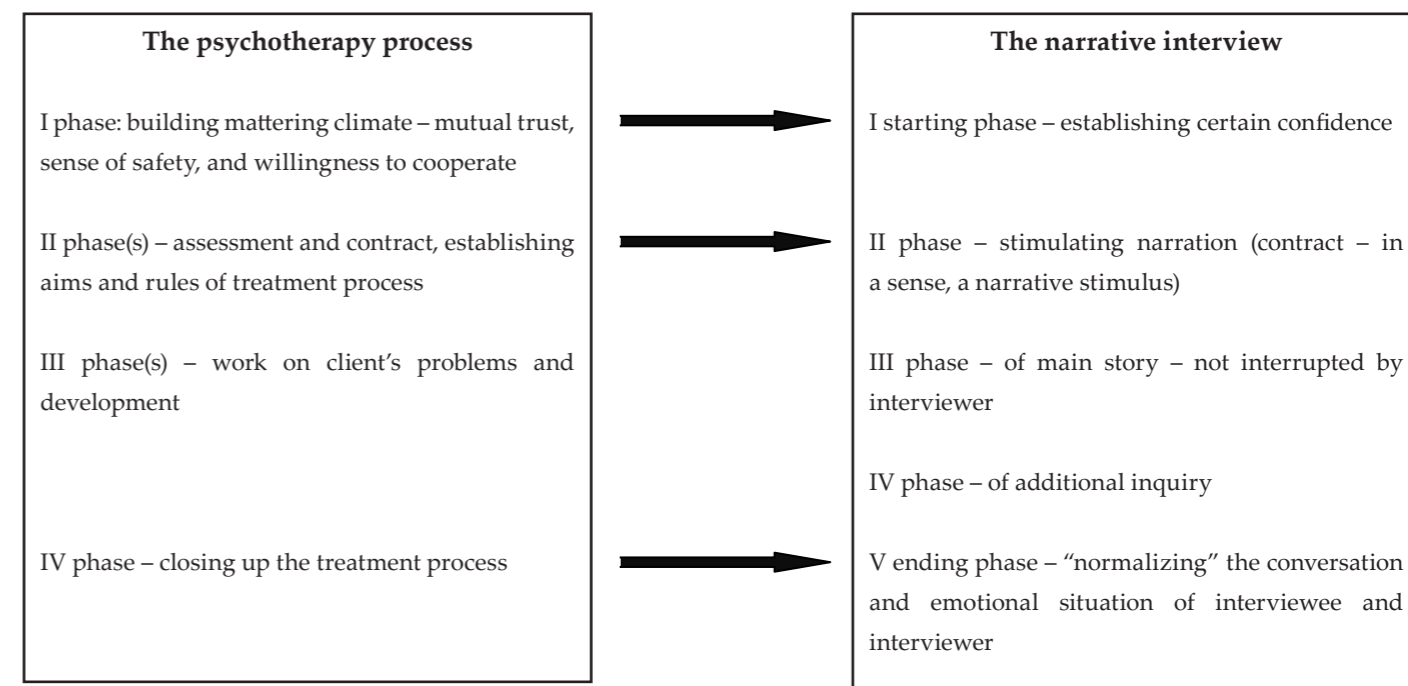 The psychotherapy process
I phase: building mattering climate – mutual trust,
sense of safety, and willingness to cooperate
II phase(s) – assessment and contract, establishing
aims and rules of treatment process
III phase(s) – work on client's problems and
development
IV phase – closing up the treatment process
The narrative interview
I starting phase – establishing certain confidence
II phase – stimulating narration (contract – in
a sense, a narrative stimulus)
III phase – of main story – not interrupted by
interviewer
IV phase – of additional inquiry
V ending phase – “normalizing” the conversation
and emotional situation of interviewee and
interviewer